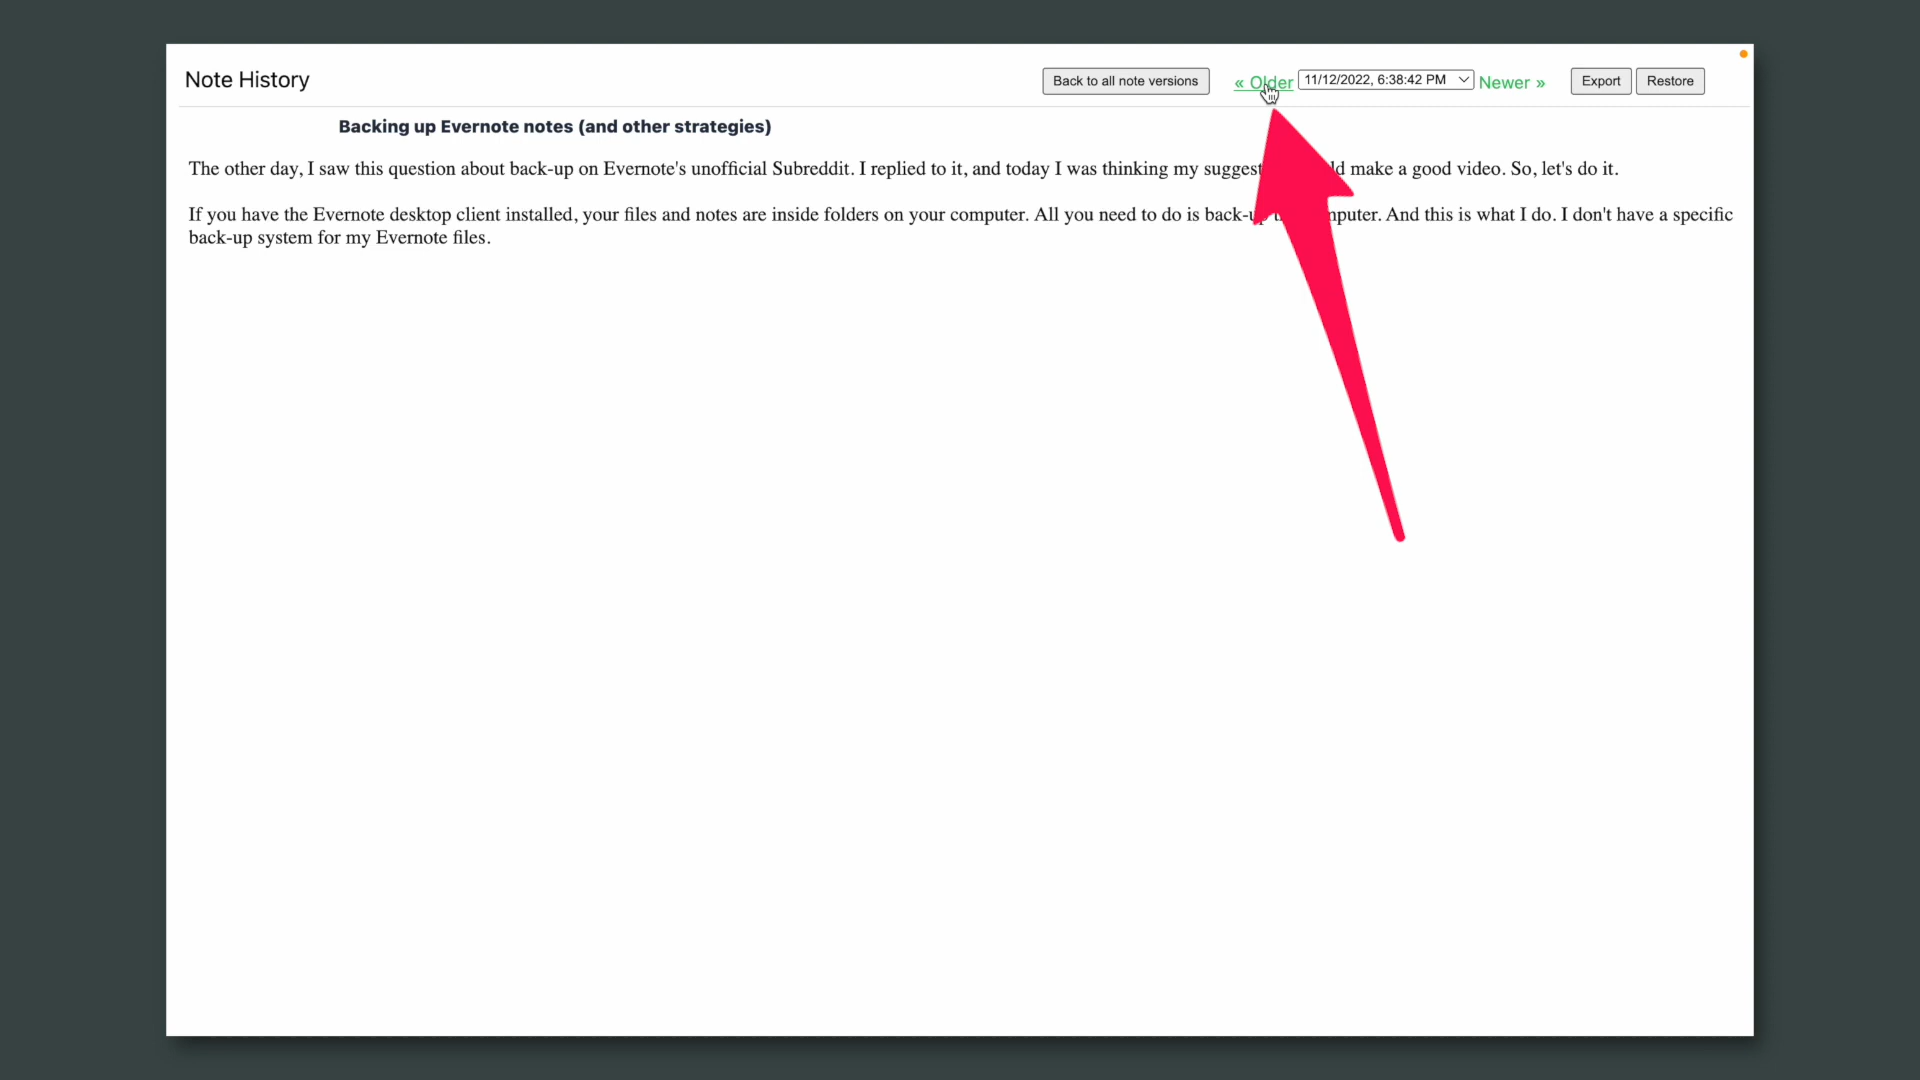 Note History
Back to all note versions
« Older
11/12/2022, 6:38:42 PM
Newer »
Export
Restore
Backing up Evernote notes (and other strategies)
The other day, I saw this question about back-up on Evernote's unofficial Subreddit. I replied to it, and today I was thinking my make a good video. So, let's do it.
If you have the Evernote desktop client installed, your files and notes are inside folders on your computer. All you need to do is And this is what I do. I don't have a specific
back-up system for my Evernote files.